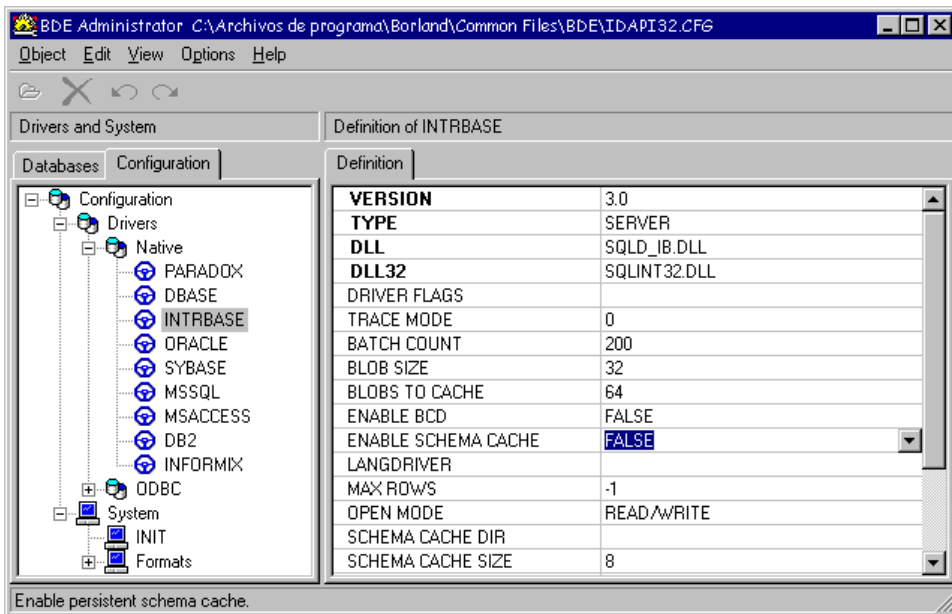 BDE Administrator C:\Archivos de programa\Borland\Common Files\BDE\IDAPI32.CFG
Object Edit View Options Help
Drivers and System
Definition of INTRBASE
Databases Configuration
Definition
Configuration
Drivers
Native
PARADOX
DBASE
INTRBASE
ORACLE
SYBASE
MSSQL
MSACCESS
DB2
INFORMIX
ODBC
System
INIT
Formats
VERSION 3.0
TYPE SERVER
DLL SQLD_IB.DLL
DLL32 SQLINT32.DLL
DRIVER FLAGS
TRACE MODE 0
BATCH COUNT 200
BLOB SIZE 32
BLOBS TO CACHE 64
ENABLE BCD FALSE
ENABLE SCHEMA CACHE FALSE
LANGDRIVER
MAX ROWS -1
OPEN MODE READ/WRITE
SCHEMA CACHE DIR
SCHEMA CACHE SIZE 8
Enable persistent schema cache.